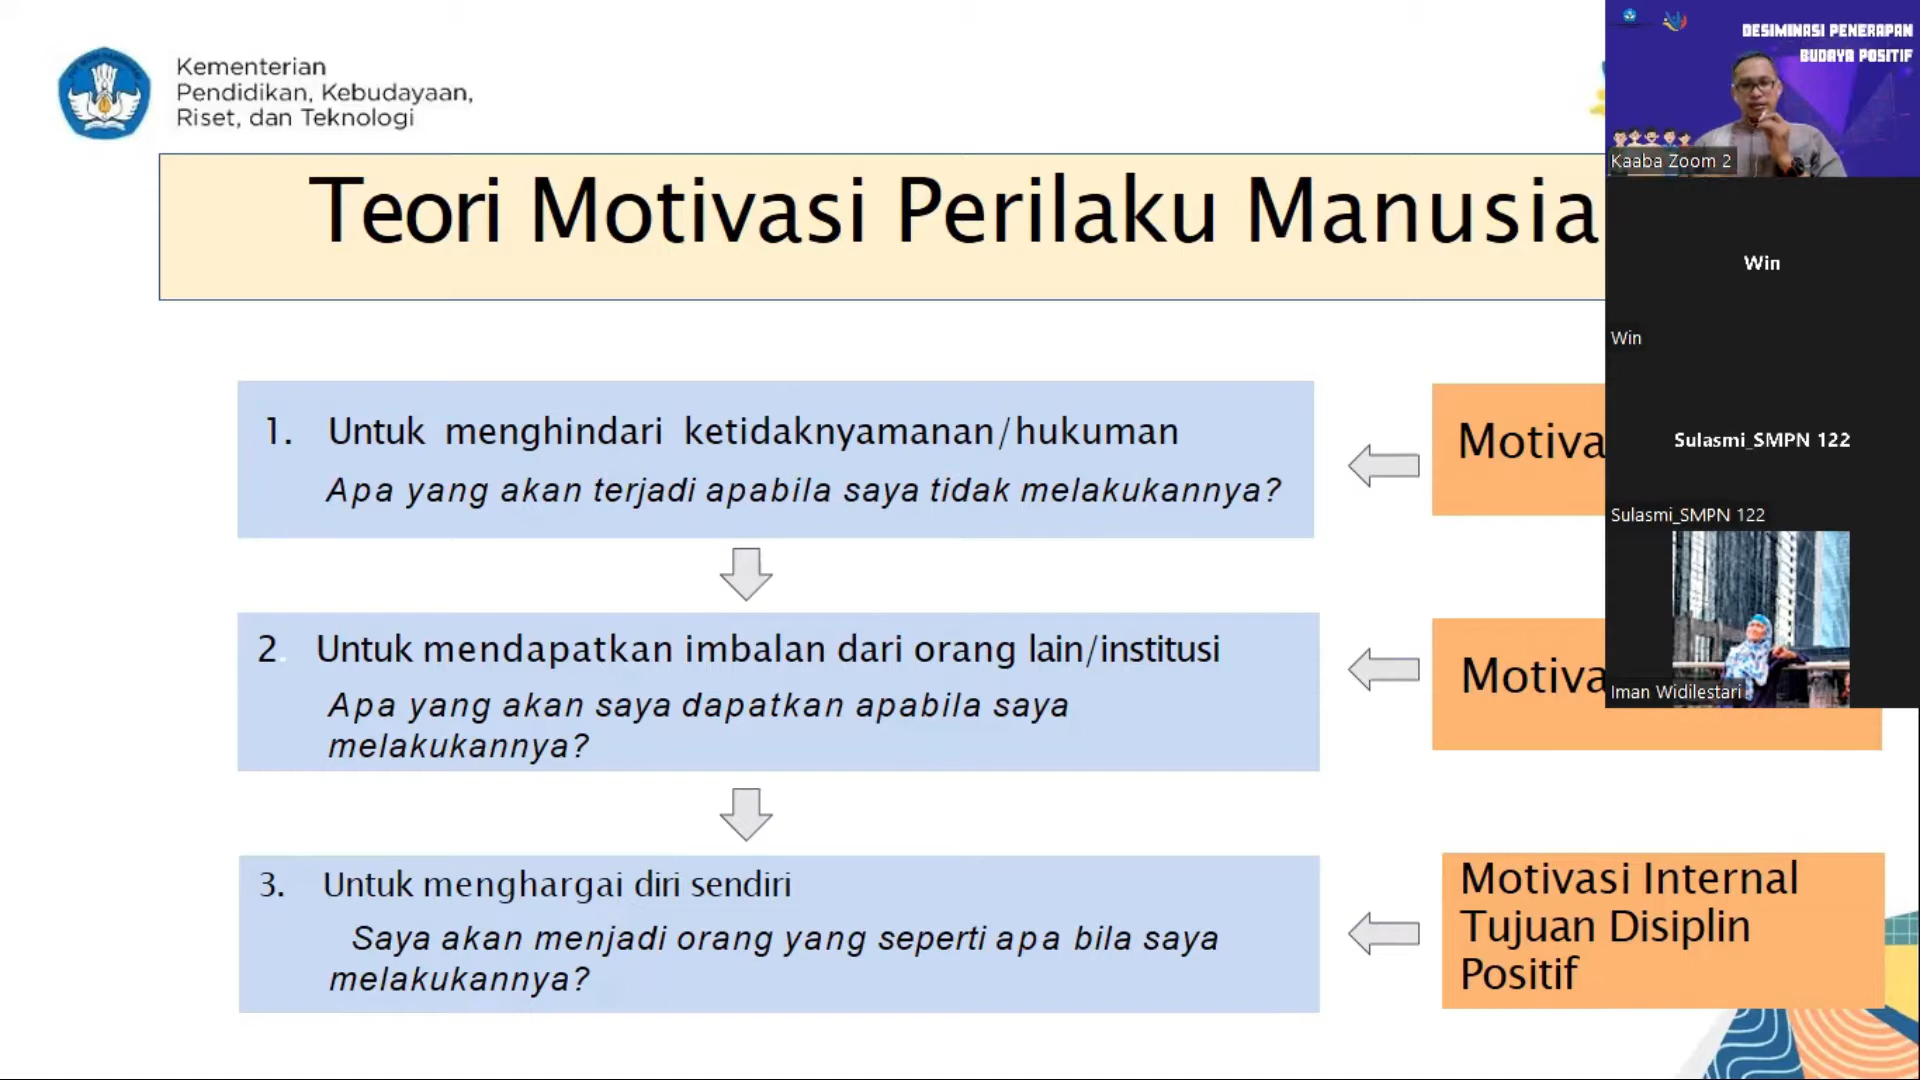 Kementerian
Pendidikan, Kebudayaan,
Riset, dan Teknologi
Teori Motivasi Perilaku Manusia
1. Untuk menghindari ketidaknyamanan/hukuman
Apa yang akan terjadi apabila saya tidak melakukannya?
2. Untuk mendapatkan imbalan dari orang lain/institusi
Apa yang akan saya dapatkan apabila saya
melakukannya?
3. Untuk menghargai diri sendiri
Saya akan menjadi orang yang seperti apa bila saya
melakukannya?
Motivasi Internal
Tujuan Disiplin
Positif
DESIMINASI PENERAPAN
BUDAYA POSITIF
Kaaba Zoom 2
Win
Win
Sulasmi_SMPN 122
Sulasmi_SMPN 122
Iman Widilestari